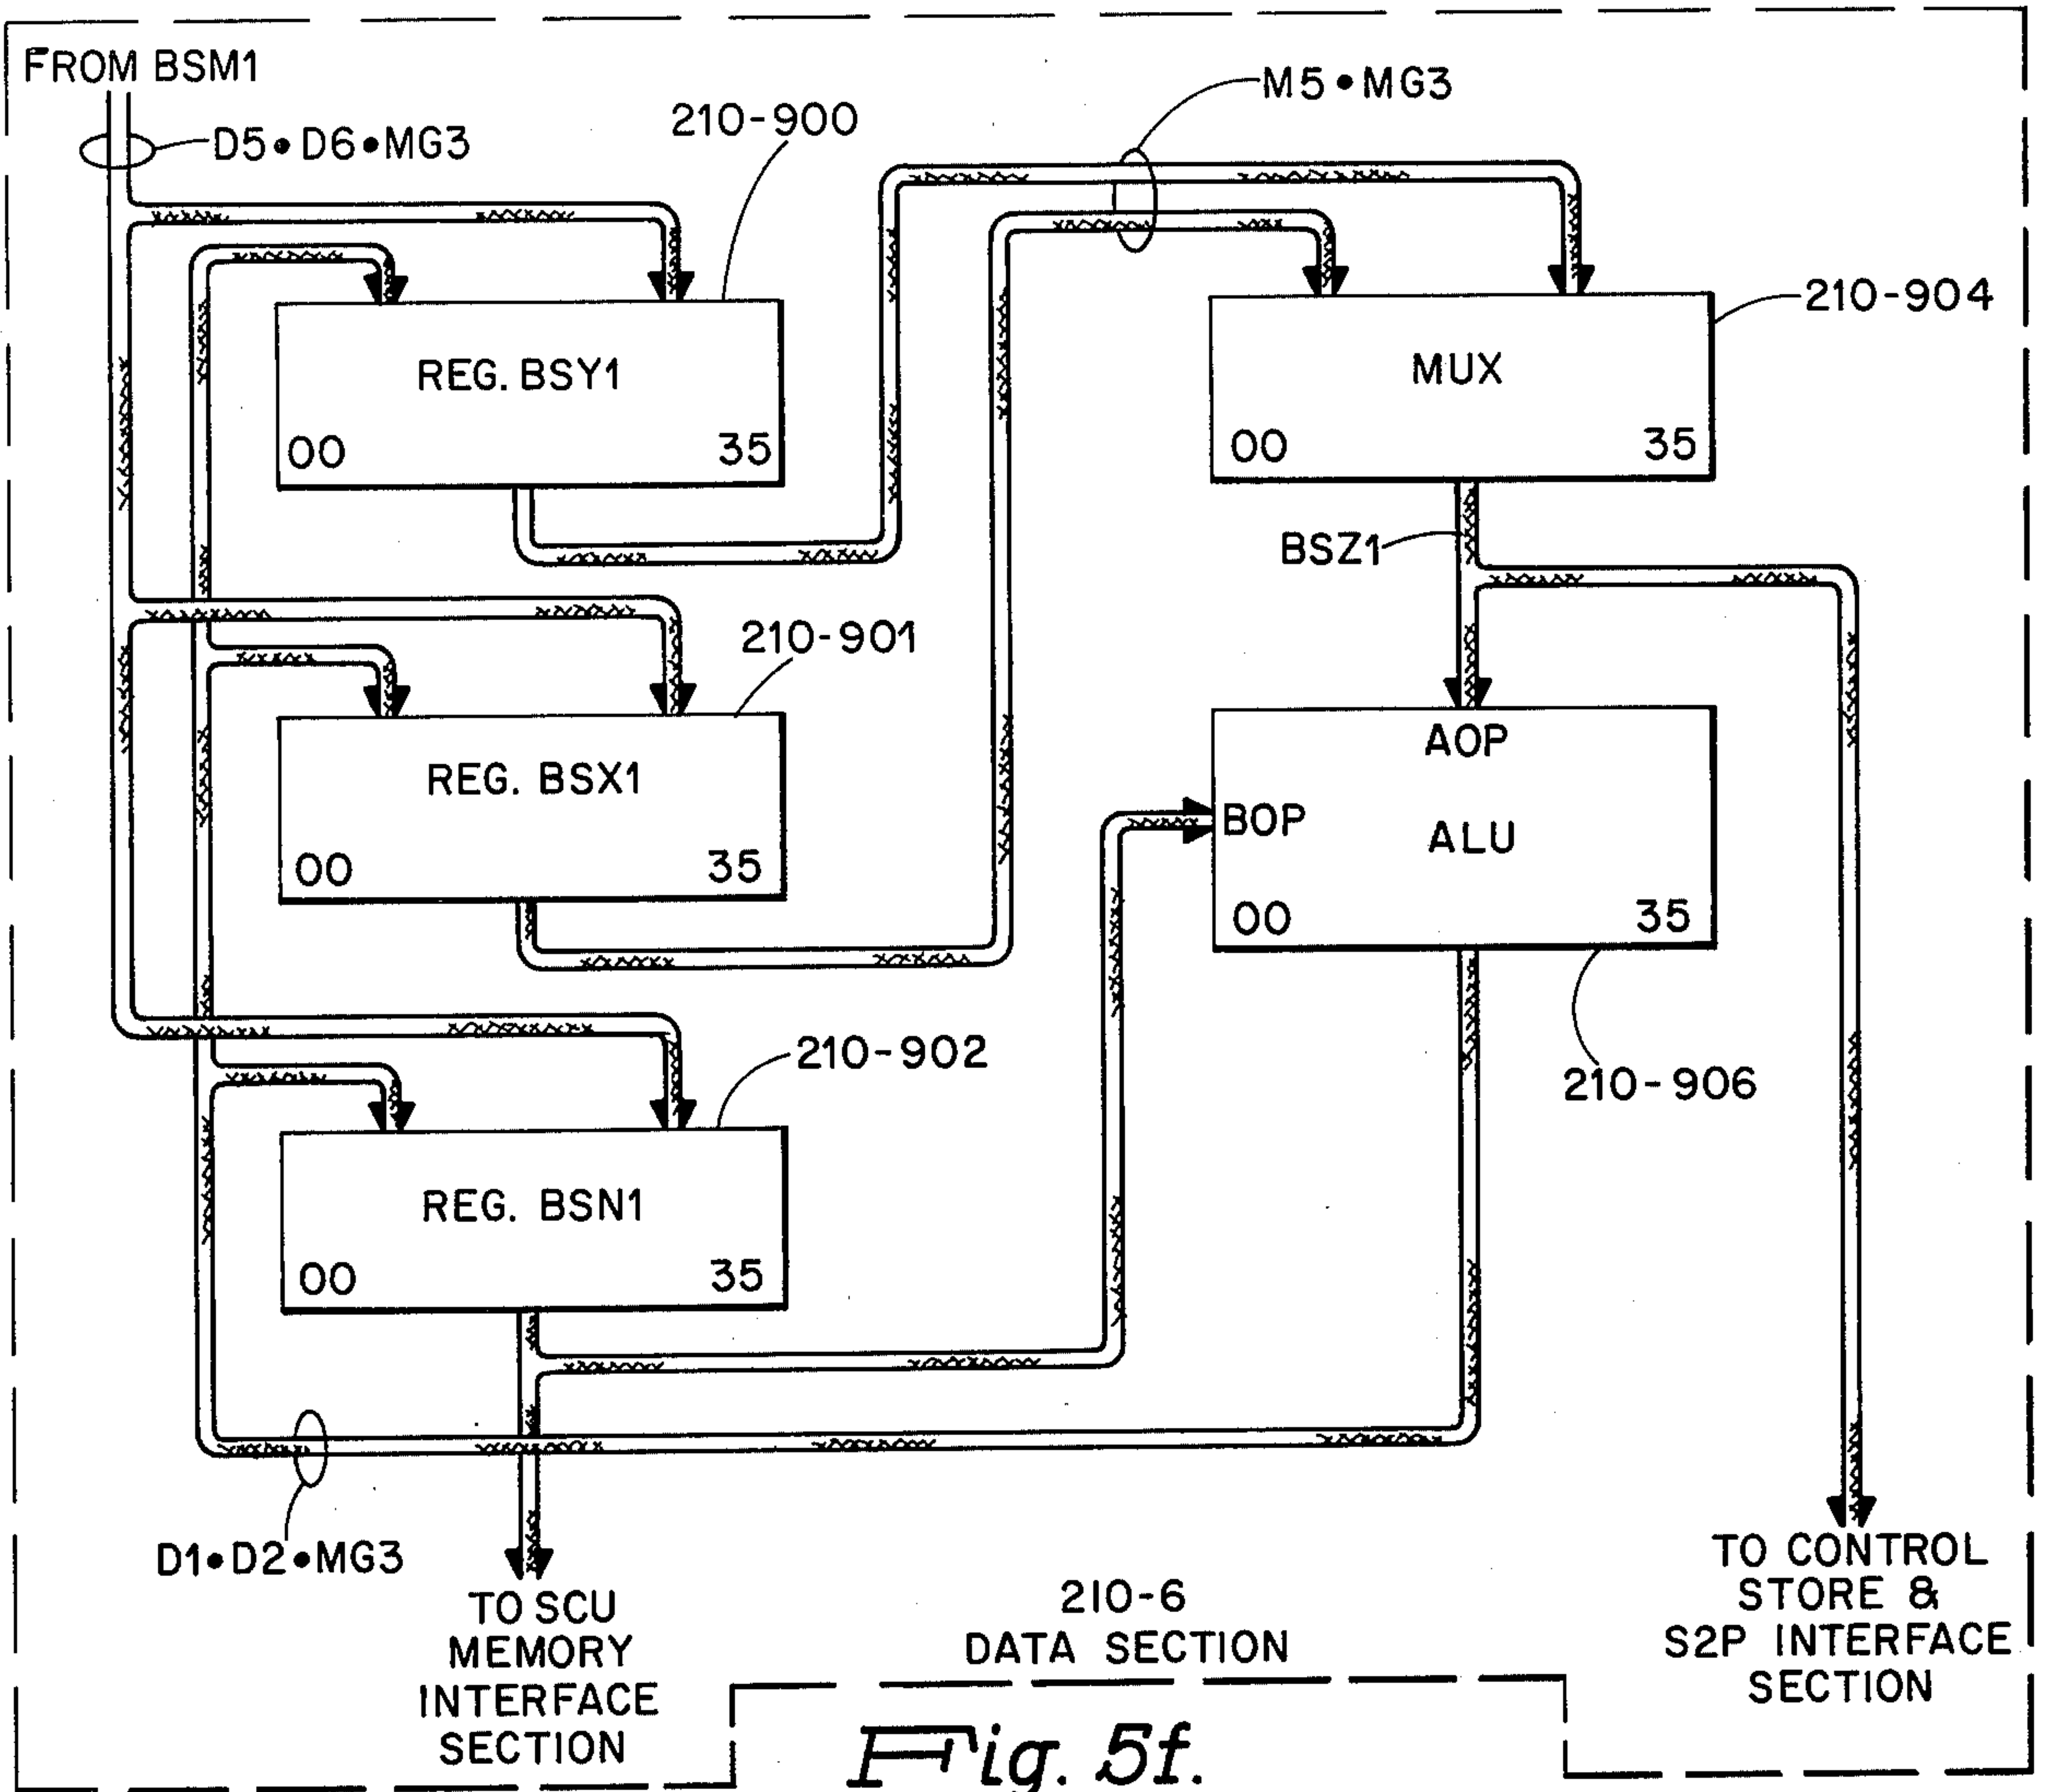 FROM BSM1
D5•D6•MG3
210-900
M5•MG3
REG. BSY1
00 35
210-904
MUX
00 35
BSZ1
210-901
REG. BSX1
00 35
AOP
BOP
ALU
00 35
210-906
210-902
REG. BSN1
00 35
D1•D2•MG3
TO SCU
MEMORY
INTERFACE
SECTION
210-6
DATA SECTION
TO CONTROL
STORE &
S2P INTERFACE
SECTION
Fig. 5f.